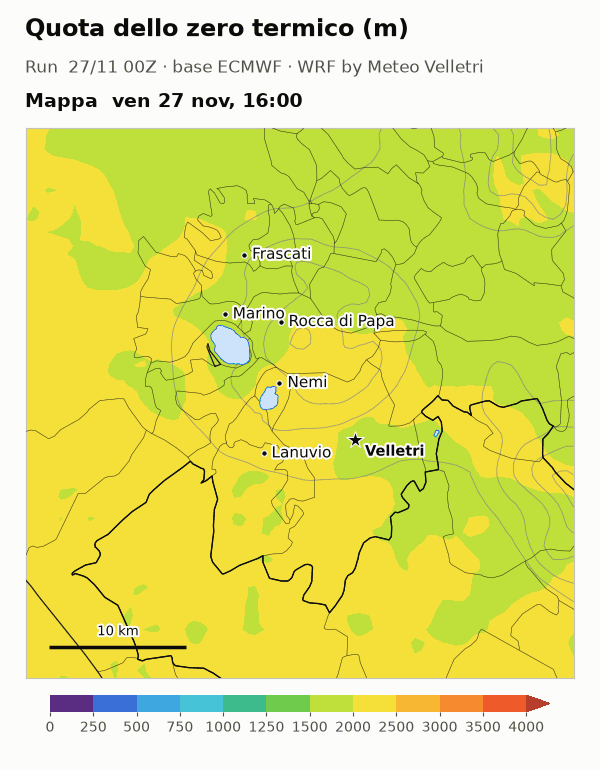 Quota dello zero termico (m)
Run 27/11 00Z · base ECMWF · WRF by Meteo Velletri
Mappa ven 27 nov, 16:00
Frascati
Marino
Rocca di Papa
Nemi
Velletri
Lanuvio
10 km
0 250 500 750 1000 1250 1500 2000 2500 3000 3500 4000